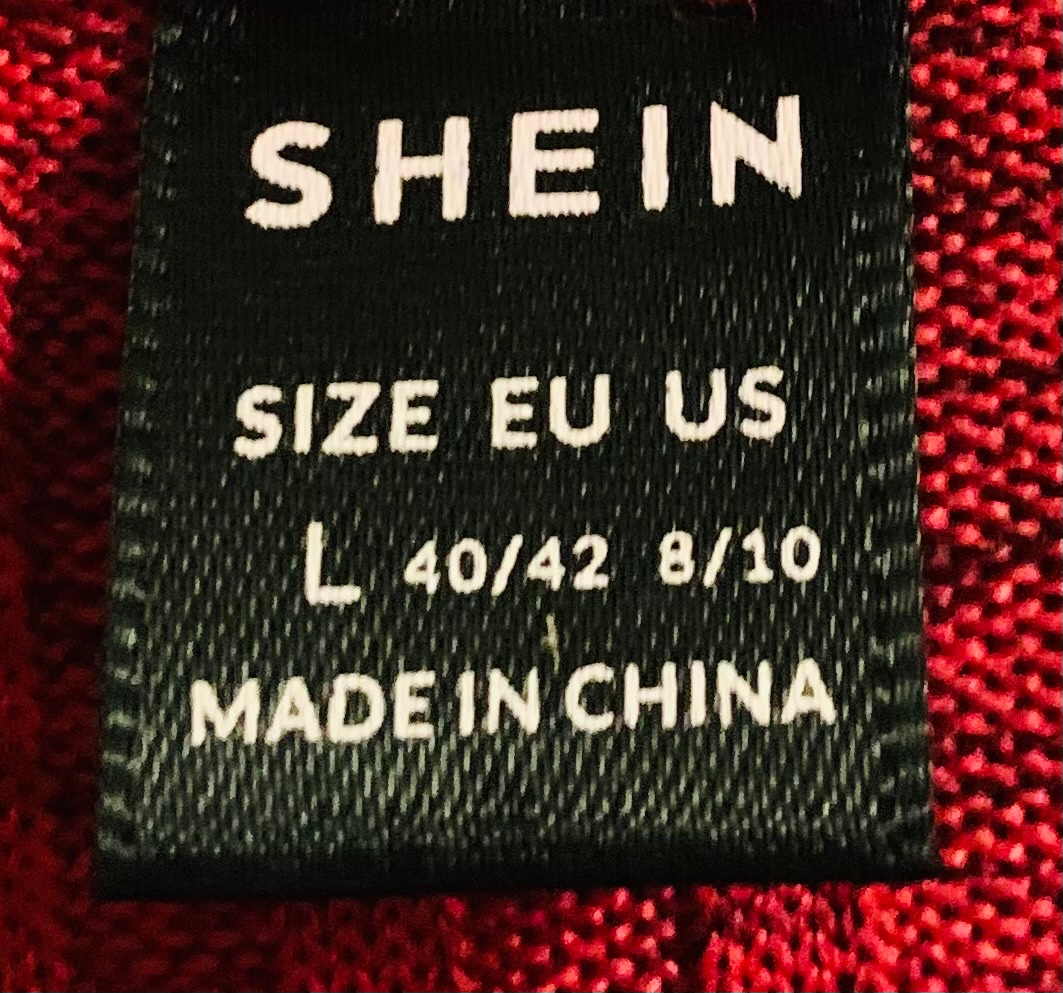 SHEIN
SIZE EU US
L 40/42 8/10
MADE IN CHINA